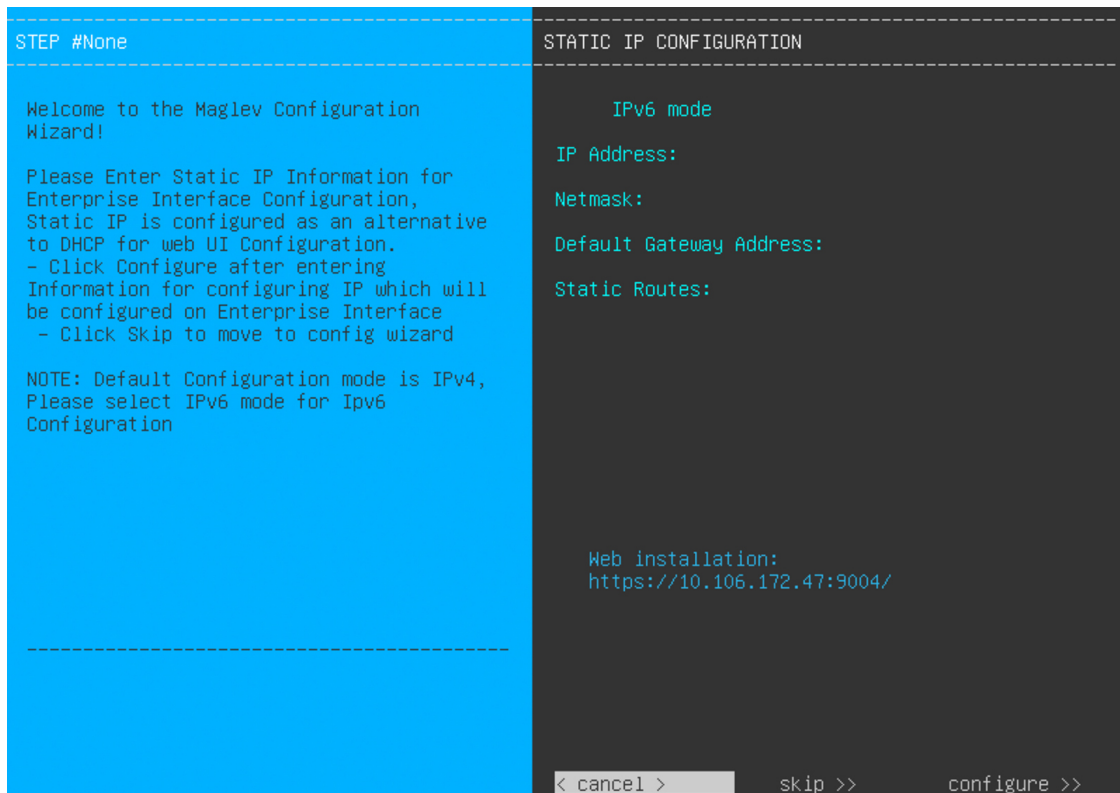 STEP #None
Welcome to the Maglev Configuration
Wizard!
Please Enter Static IP Information for
Enterprise Interface Configuration,
Static IP is configured as an alternative
to DHCP for web UI Configuration.
- Click Configure after entering
Information for configuring IP which will
be configured on Enterprise Interface
- Click Skip to move to config wizard
NOTE: Default Configuration mode is IPv4,
Please select IPv6 mode for Ipv6
Configuration
STATIC IP CONFIGURATION
IPv6 mode
IP Address:
Netmask:
Default Gateway Address:
Static Routes:
Web installation:
https://10.106.172.47:9004/
< cancel > skip >> configure >>